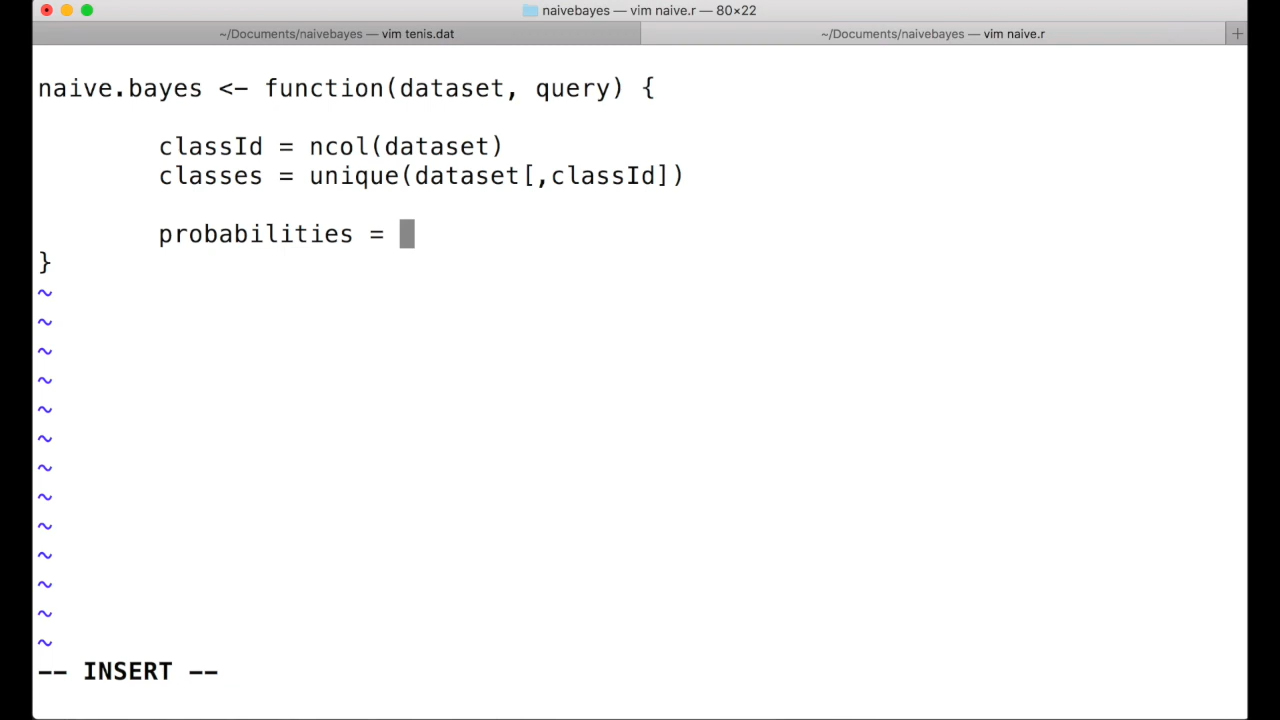 naivebayes — vim naive.r — 80×22
~/Documents/naivebayes — vim tenis.dat
~/Documents/naivebayes — vim naive.r
+
naive.bayes <- function(dataset, query) {
classId = ncol(dataset)
classes = unique(dataset[,classId])
probabilities =
}
~
~
~
~
~
~
~
~
~
~
~
~
~
-- INSERT --